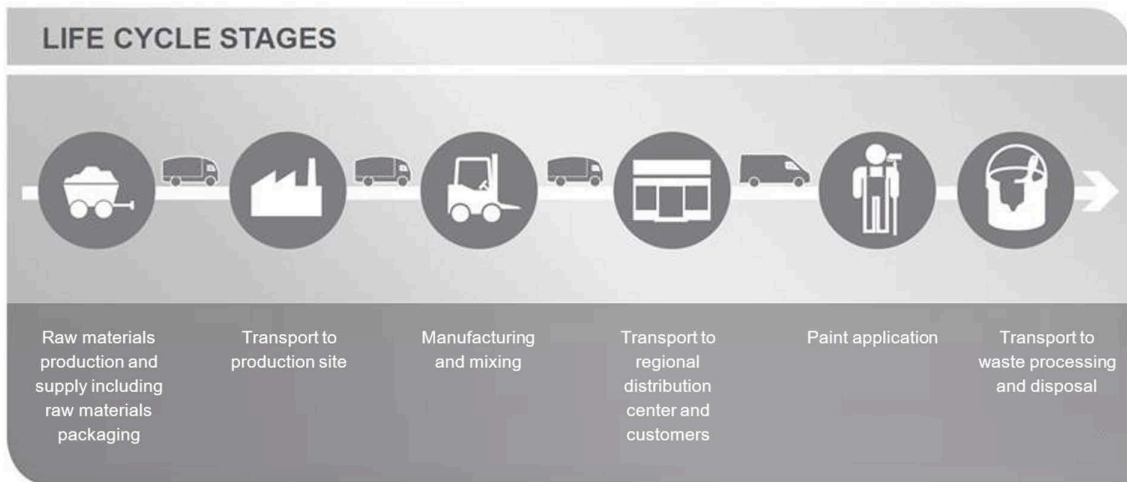 LIFE CYCLE STAGES
Raw materials
production and
supply including
raw materials
packaging
Transport to
production site
Manufacturing
and mixing
Transport to
regional
distribution
center and
customers
Paint application
Transport to
waste processing
and disposal